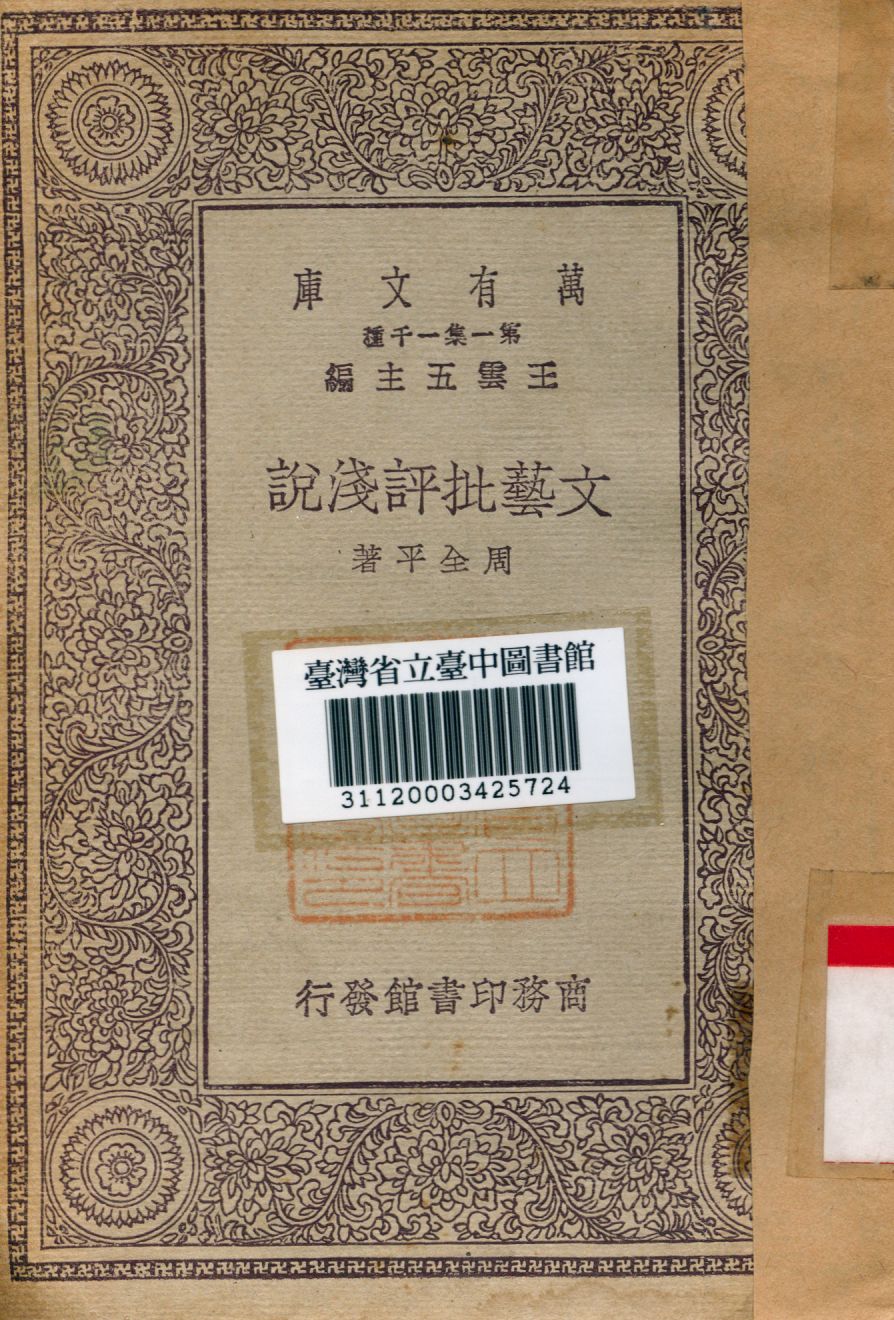 萬有文庫
第一集一千種
王雲五主編
文藝批評淺說
周全平著
臺灣省立臺中圖書館
31120003425724
商務印書館發行